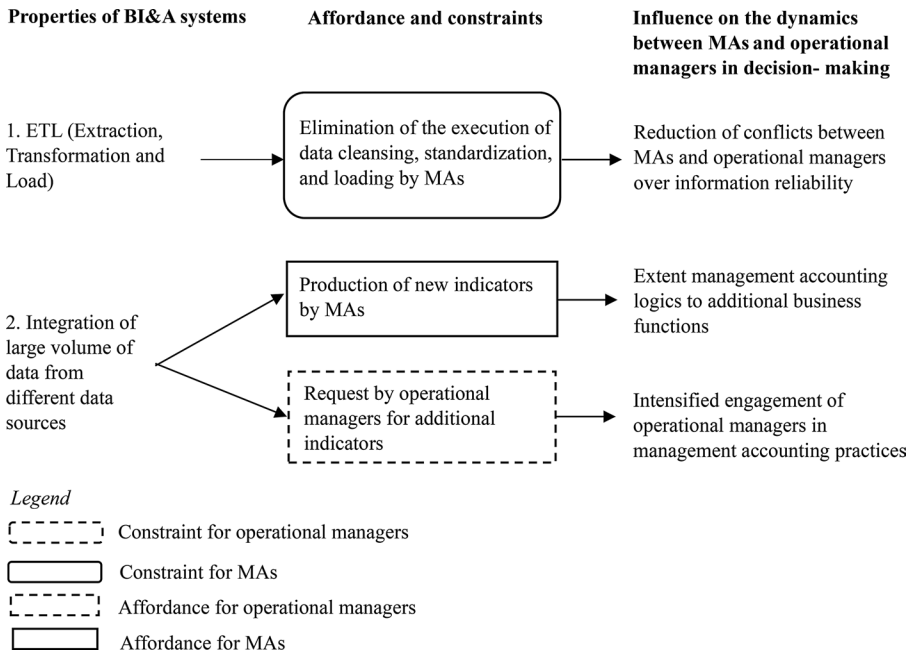 Properties of BI&A systems
Affordance and constraints
Influence on the dynamics
between MAs and operational
managers in decision- making
1. ETL (Extraction,
Transformation and
Load)
Elimination of the execution of
data cleansing, standardization,
and loading by MAs
Reduction of conflicts between
MAs and operational managers
over information reliability
2. Integration of
large volume of
data from
different data
sources
Production of new indicators
by MAs
Extent management accounting
logics to additional business
functions
Request by operational
managers for additional
indicators
Intensified engagement of
operational managers in
management accounting practices
Legend
Constraint for operational managers
Constraint for MAs
Affordance for operational managers
Affordance for MAs